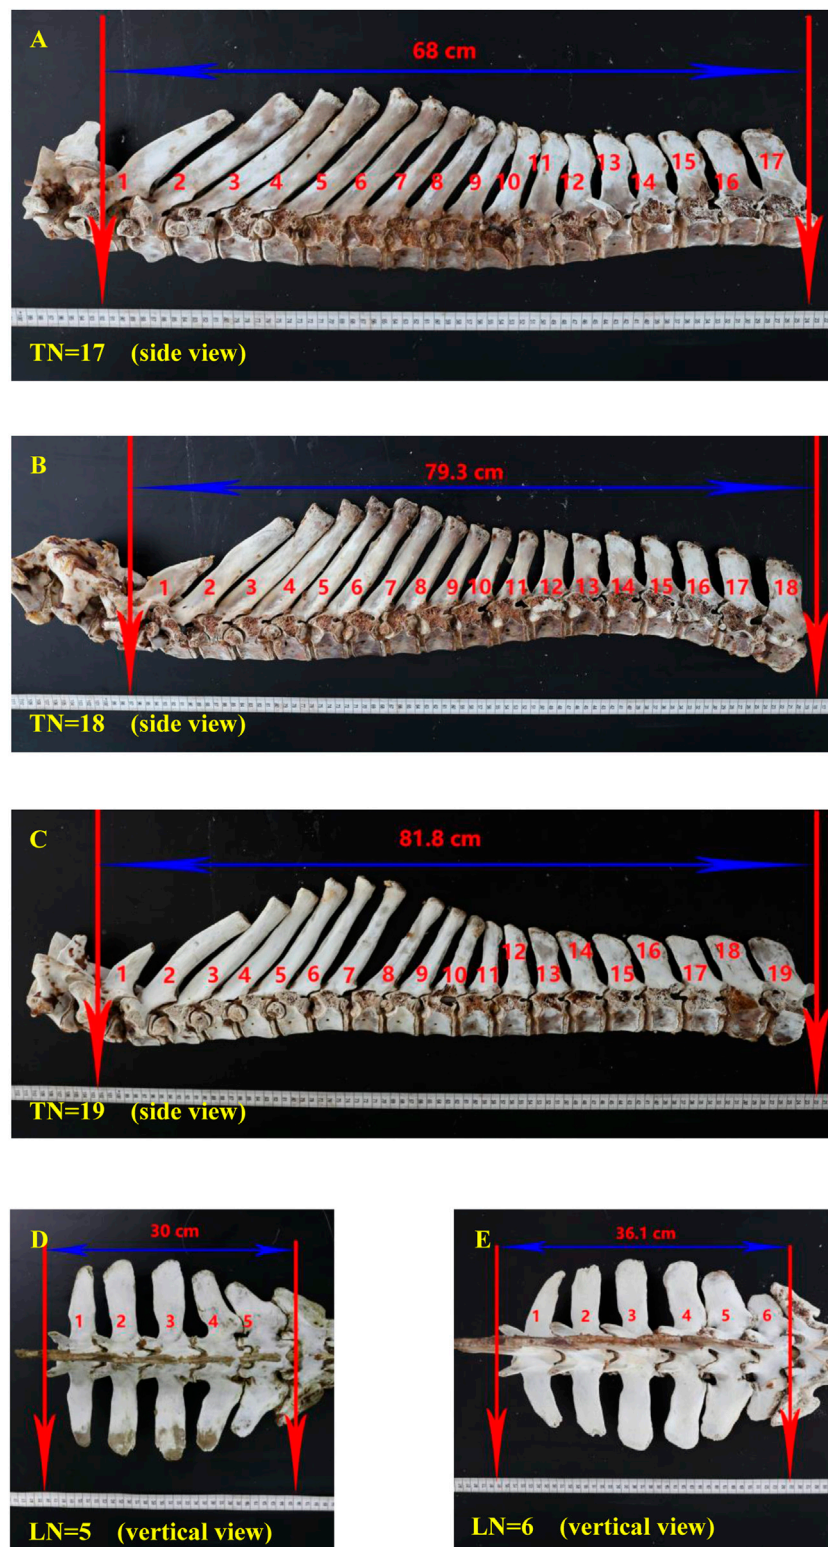 A
68 cm
1 2 3 4 5 6 7 8 9 10 11 12 13 14 15 16 17
TN=17 (side view)
B
79.3 cm
1 2 3 4 5 6 7 8 9 10 11 12 13 14 15 16 17 18
TN=18 (side view)
C
81.8 cm
1 2 3 4 5 6 7 8 9 10 11 12 13 14 15 16 17 18 19
TN=19 (side view)
D
30 cm
1 2 3 4 5
LN=5 (vertical view)
E
36.1 cm
1 2 3 4 5 6
LN=6 (vertical view)